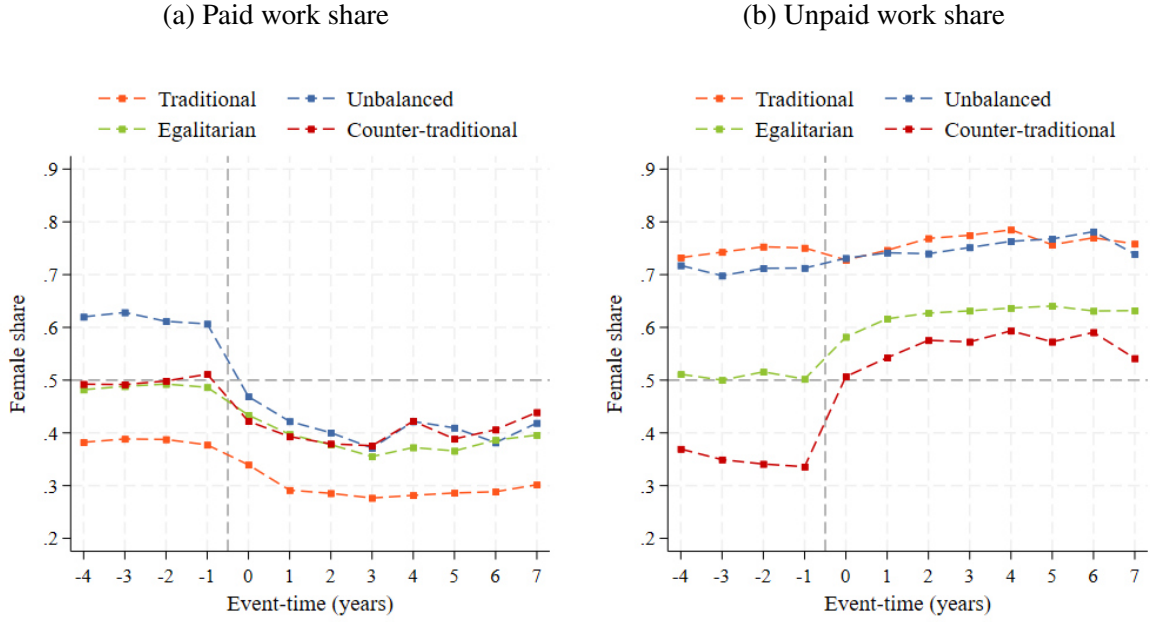 (a) Paid work share
Traditional Unbalanced
Egalitarian Counter-traditional
Female share
.9
.8
.7
.6
.5
.4
.3
.2
-4 -3 -2 -1 0 1 2 3 4 5 6 7
Event-time (years)
(b) Unpaid work share
Traditional Unbalanced
Egalitarian Counter-traditional
Female share
.9
.8
.7
.6
.5
.4
.3
.2
-4 -3 -2 -1 0 1 2 3 4 5 6 7
Event-time (years)